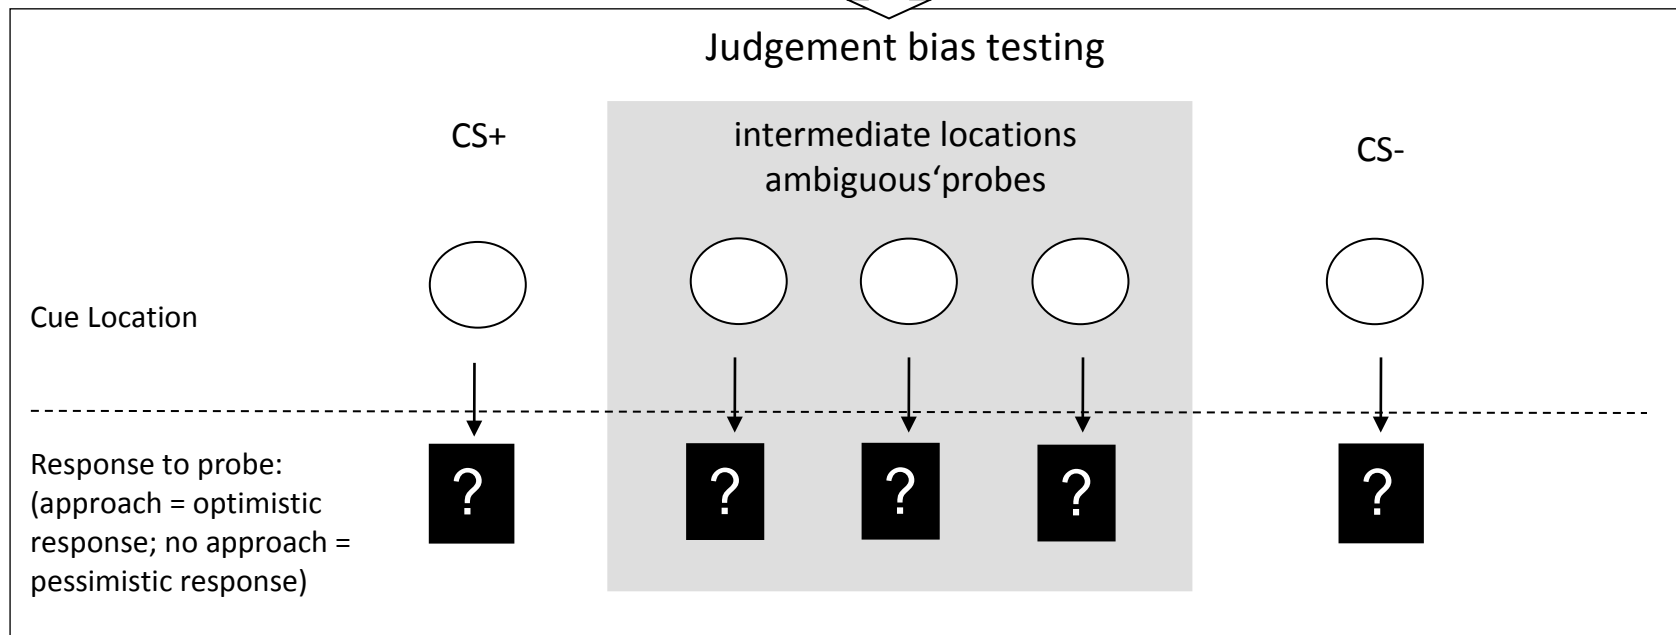 Judgement bias testing
CS+
intermediate locations
ambiguous‘probes
CS-
Cue Location
Response to probe:
(approach = optimistic
response; no approach =
pessimistic response)
?
?
?
?
?